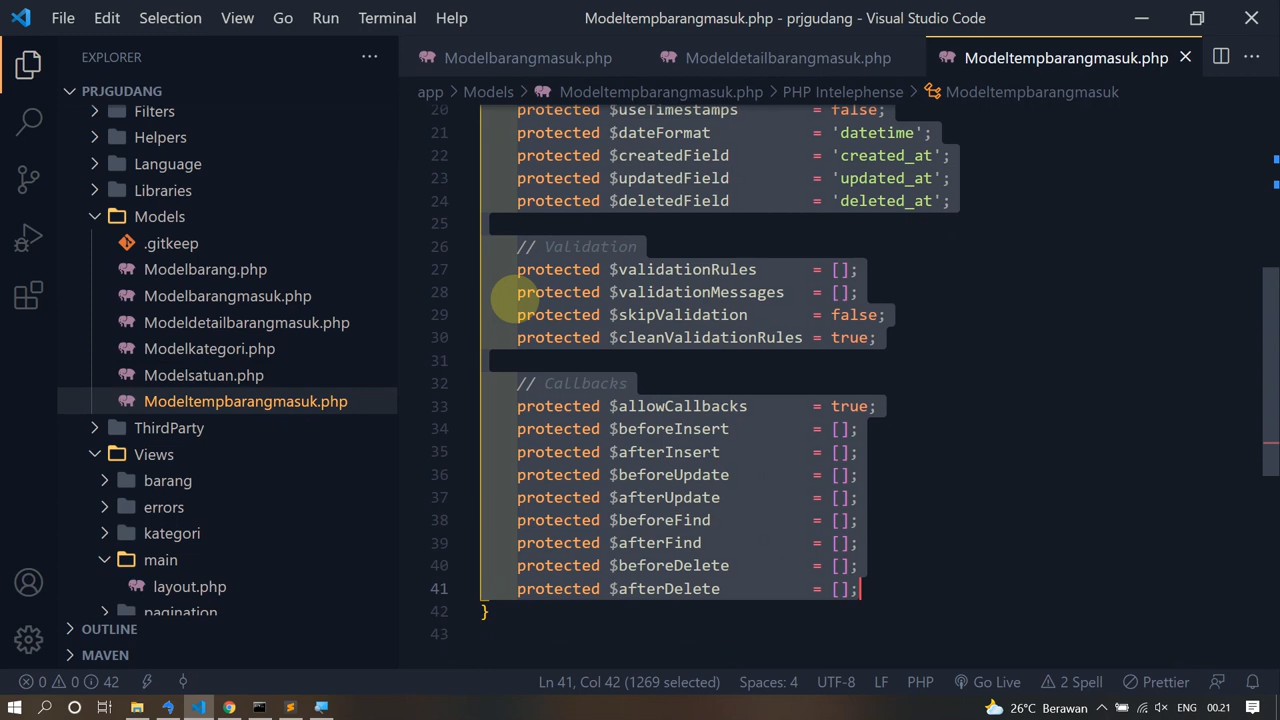 File Edit Selection View Go Run Terminal Help Modeltempbarangmasuk.php - prjgudang - Visual Studio Code
EXPLORER
PRJGUDANG
Filters
Helpers
Language
Libraries
Models
.gitkeep
Modelbarang.php
Modelbarangmasuk.php
Modeldetailbarangmasuk.php
Modelkategori.php
Modelsatuan.php
Modeltempbarangmasuk.php
ThirdParty
Views
barang
errors
kategori
main
layout.php
pagination
OUTLINE
MAVEN
Modelbarangmasuk.php Modeldetailbarangmasuk.php Modeltempbarangmasuk.php
app > Models > Modeltempbarangmasuk.php > PHP Intelephense > Modeltempbarangmasuk
20 protected $useTimestamps = false;
21 protected $dateFormat = 'datetime';
22 protected $createdField = 'created_at';
23 protected $updatedField = 'updated_at';
24 protected $deletedField = 'deleted_at';
25
26 // Validation
27 protected $validationRules = [];
28 protected $validationMessages = [];
29 protected $skipValidation = false;
30 protected $cleanValidationRules = true;
31
32 // Callbacks
33 protected $allowCallbacks = true;
34 protected $beforeInsert = [];
35 protected $afterInsert = [];
36 protected $beforeUpdate = [];
37 protected $afterUpdate = [];
38 protected $beforeFind = [];
39 protected $afterFind = [];
40 protected $beforeDelete = [];
41 protected $afterDelete = [];
42 }
43
0 0 42 Ln 41, Col 42 (1269 selected) Spaces: 4 UTF-8 LF PHP Go Live 2 Spell Prettier
26°C Berawan ENG 00.21